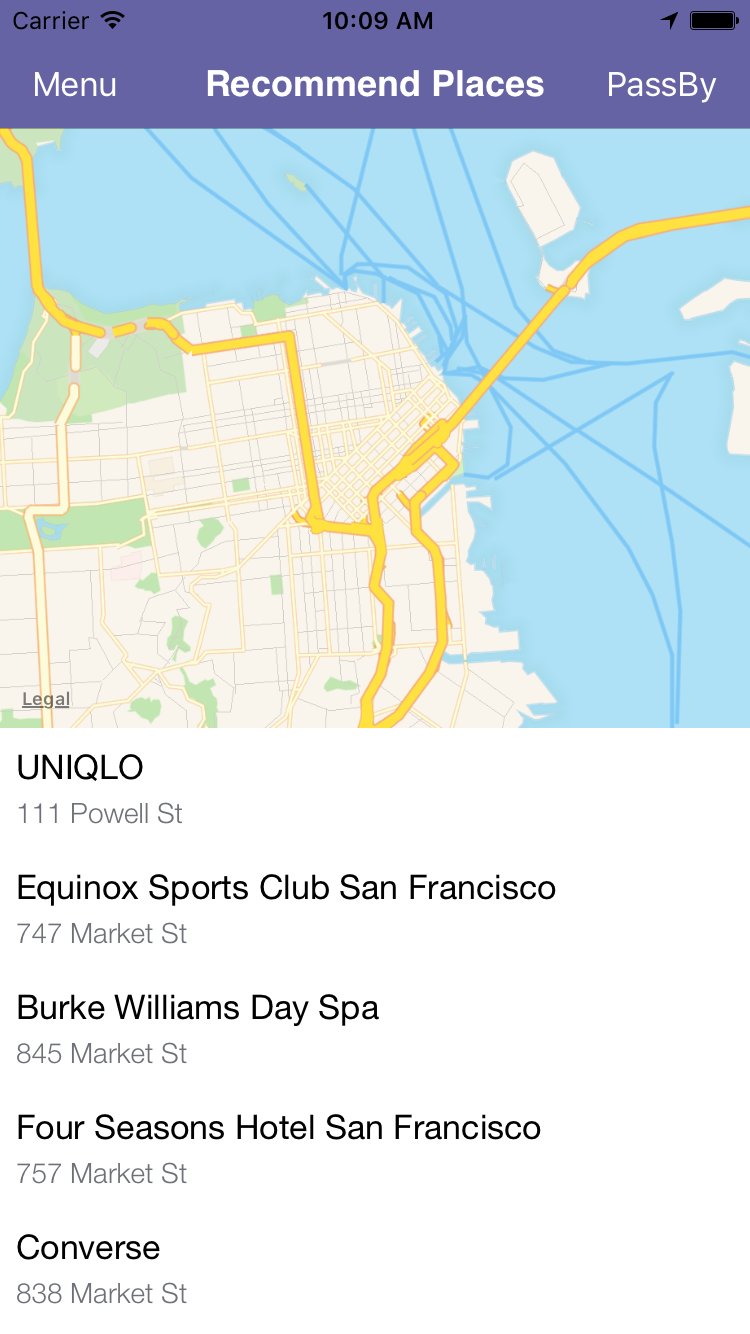 Carrier 10:09 AM
Menu Recommend Places PassBy
Legal
UNIQLO
111 Powell St
Equinox Sports Club San Francisco
747 Market St
Burke Williams Day Spa
845 Market St
Four Seasons Hotel San Francisco
757 Market St
Converse
838 Market St